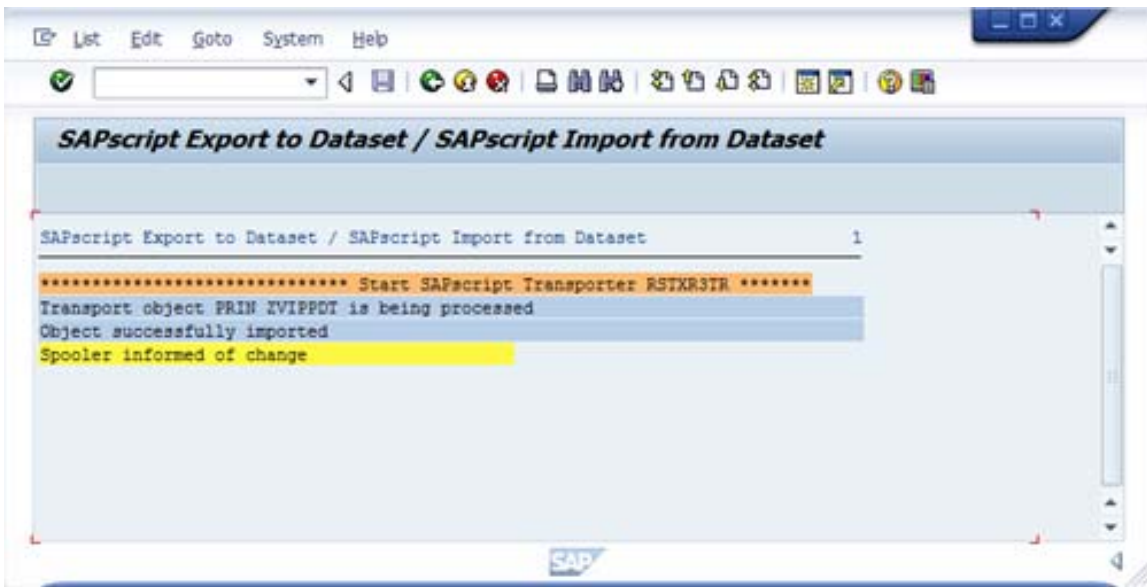 List Edit Goto System Help
SAPscript Export to Dataset / SAPscript Import from Dataset
SAPscript Export to Dataset / SAPscript Import from Dataset 1
****************************** Start SAPscript Transporter RSTXR3TR *******
Transport object PRIN ZVIPPDT is being processed
Object successfully imported
Spooler informed of change
SAP